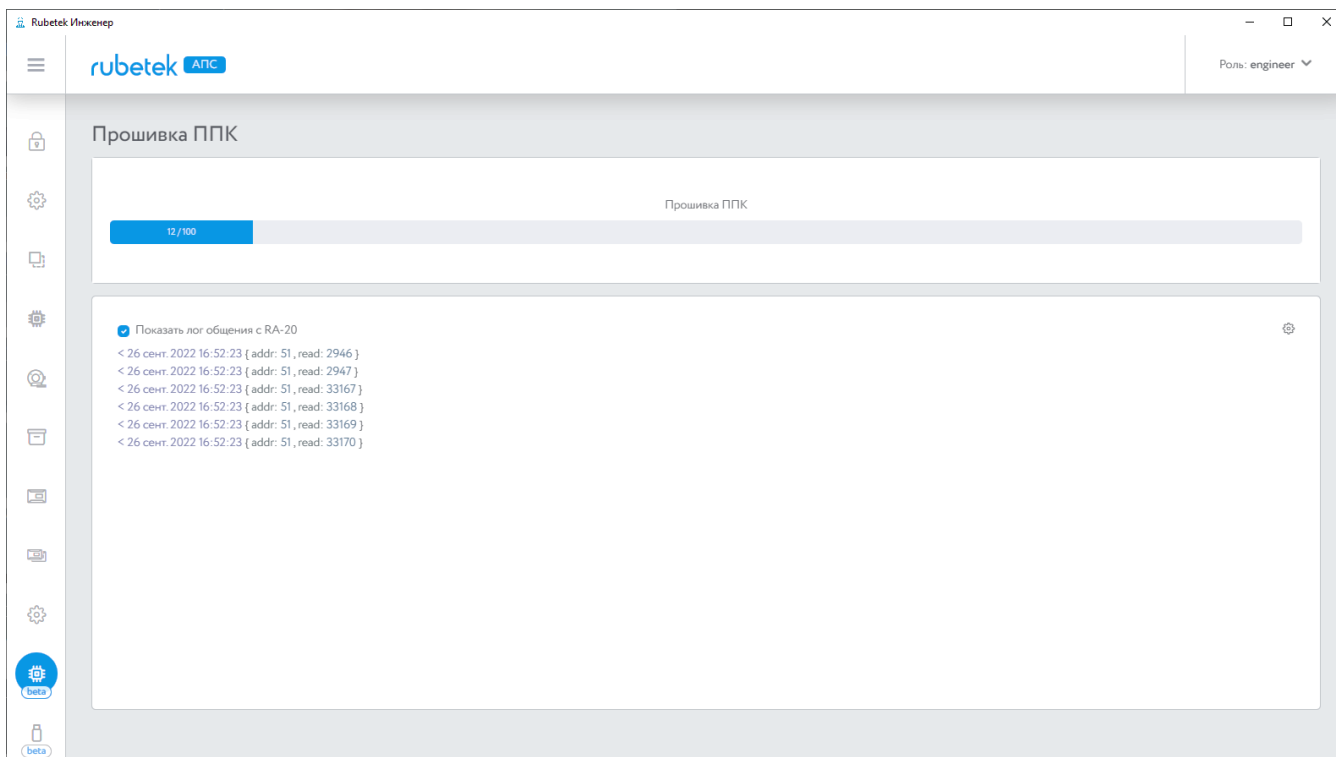 Rubetek Инженер
rubetek АПС
Роль: engineer
Прошивка ППК
Прошивка ППК
12/100
Показать лог общения с RA-20
< 26 сент. 2022 16:52:23 { addr: 51 , read: 2946 }
< 26 сент. 2022 16:52:23 { addr: 51 , read: 2947 }
< 26 сент. 2022 16:52:23 { addr: 51 , read: 33167 }
< 26 сент. 2022 16:52:23 { addr: 51 , read: 33168 }
< 26 сент. 2022 16:52:23 { addr: 51 , read: 33169 }
< 26 сент. 2022 16:52:23 { addr: 51 , read: 33170 }
beta
beta